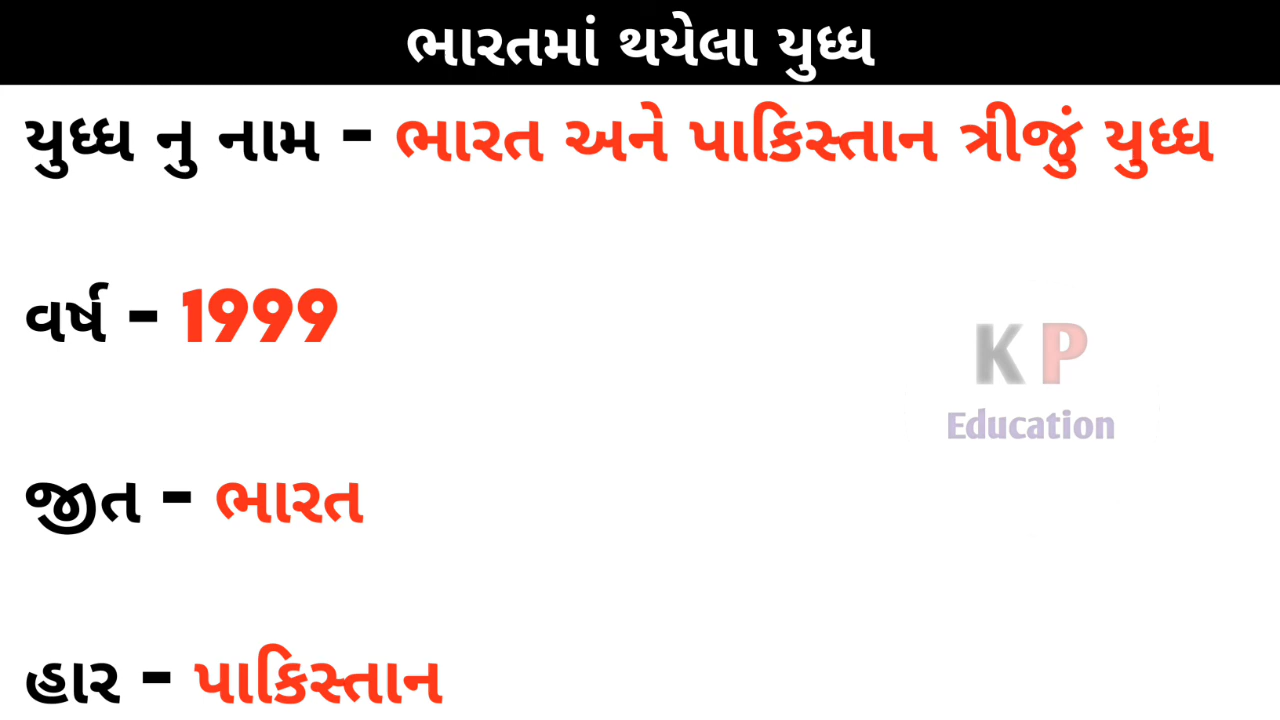 ભારતમાં થયેલા યુધ્ધ
યુધ્ધ નુ નામ - ભારત અને પાકિસ્તાન ત્રીજું યુધ્ધ
વર્ષ - 1999
K P
Education
જીત - ભારત
હાર - પાકિસ્તાન